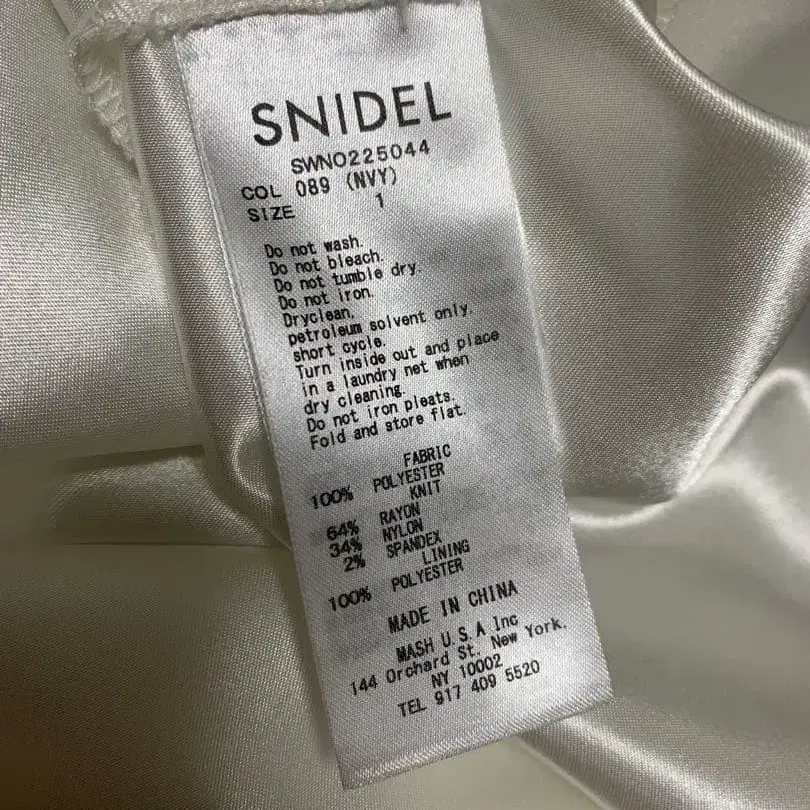 SNIDEL
SWNO225044
COL 089 (NVY)
SIZE 1
Do not wash.
Do not bleach.
Do not tumble dry.
Do not iron.
Dryclean.
petroleum solvent only.
short cycle.
Turn inside out and place
in a laundry net when
dry cleaning.
Do not iron pleats.
Fold and store flat.
FABRIC
100% POLYESTER
KNIT
64% RAYON
34% NYLON
2% SPANDEX
LINING
100% POLYESTER
MADE IN CHINA
MASH U.S.A Inc
144 Orchard St. New York.
NY 10002
TEL 917 409 5520